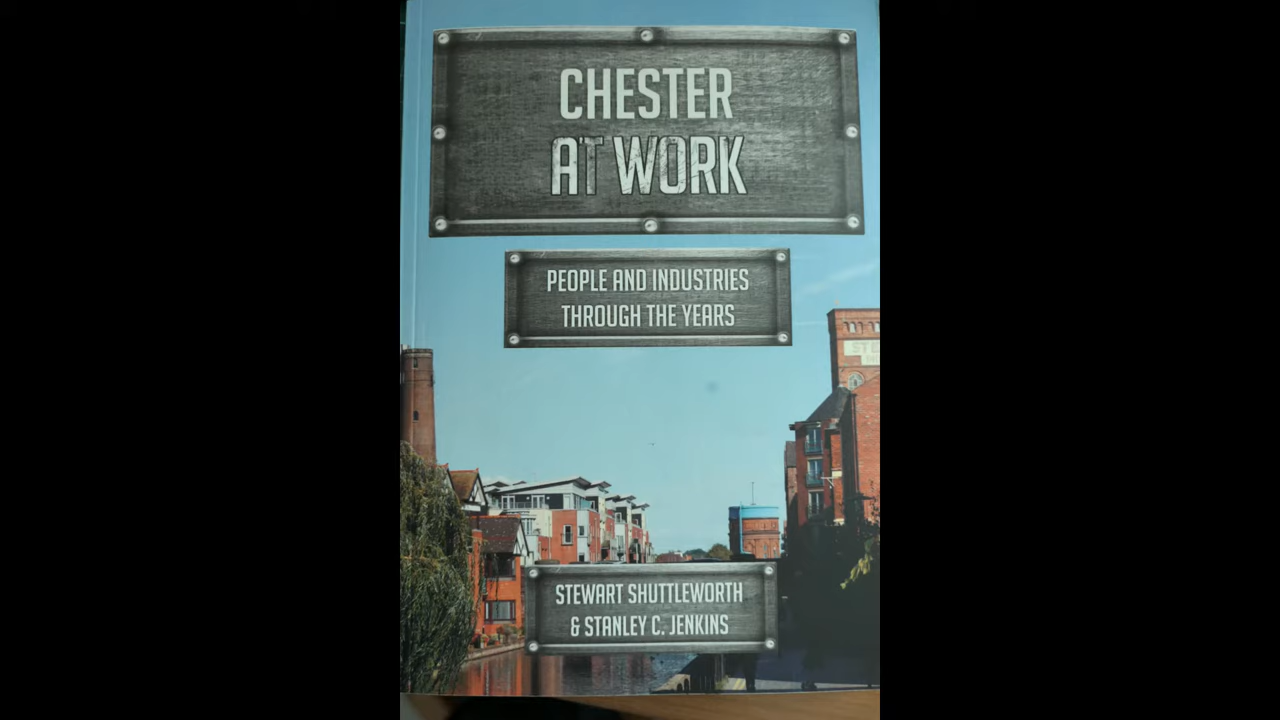 CHESTER
AT WORK
PEOPLE AND INDUSTRIES
THROUGH THE YEARS
STEWART SHUTTLEWORTH
& STANLEY C. JENKINS